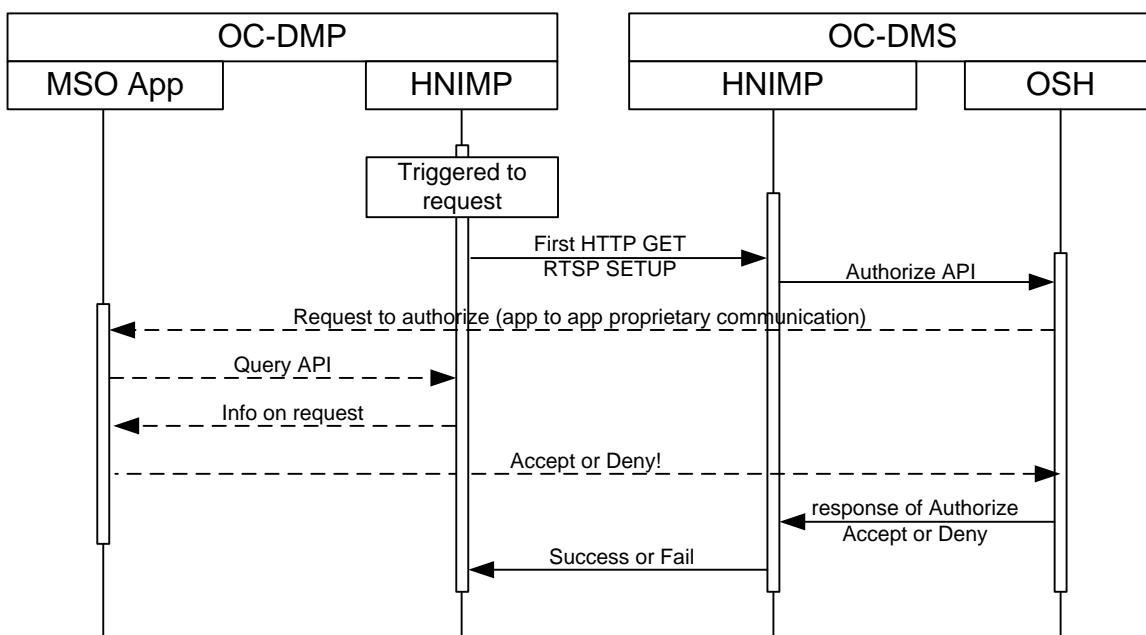 OC-DMP
OC-DMS
MSO App
HNIMP
HNIMP
OSH
Triggered to
request
First HTTP GET
RTSP SETUP
Authorize API
Request to authorize (app to app proprietary communication)
Query API
Info on request
Accept or Deny!
response of Authorize
Accept or Deny
Success or Fail